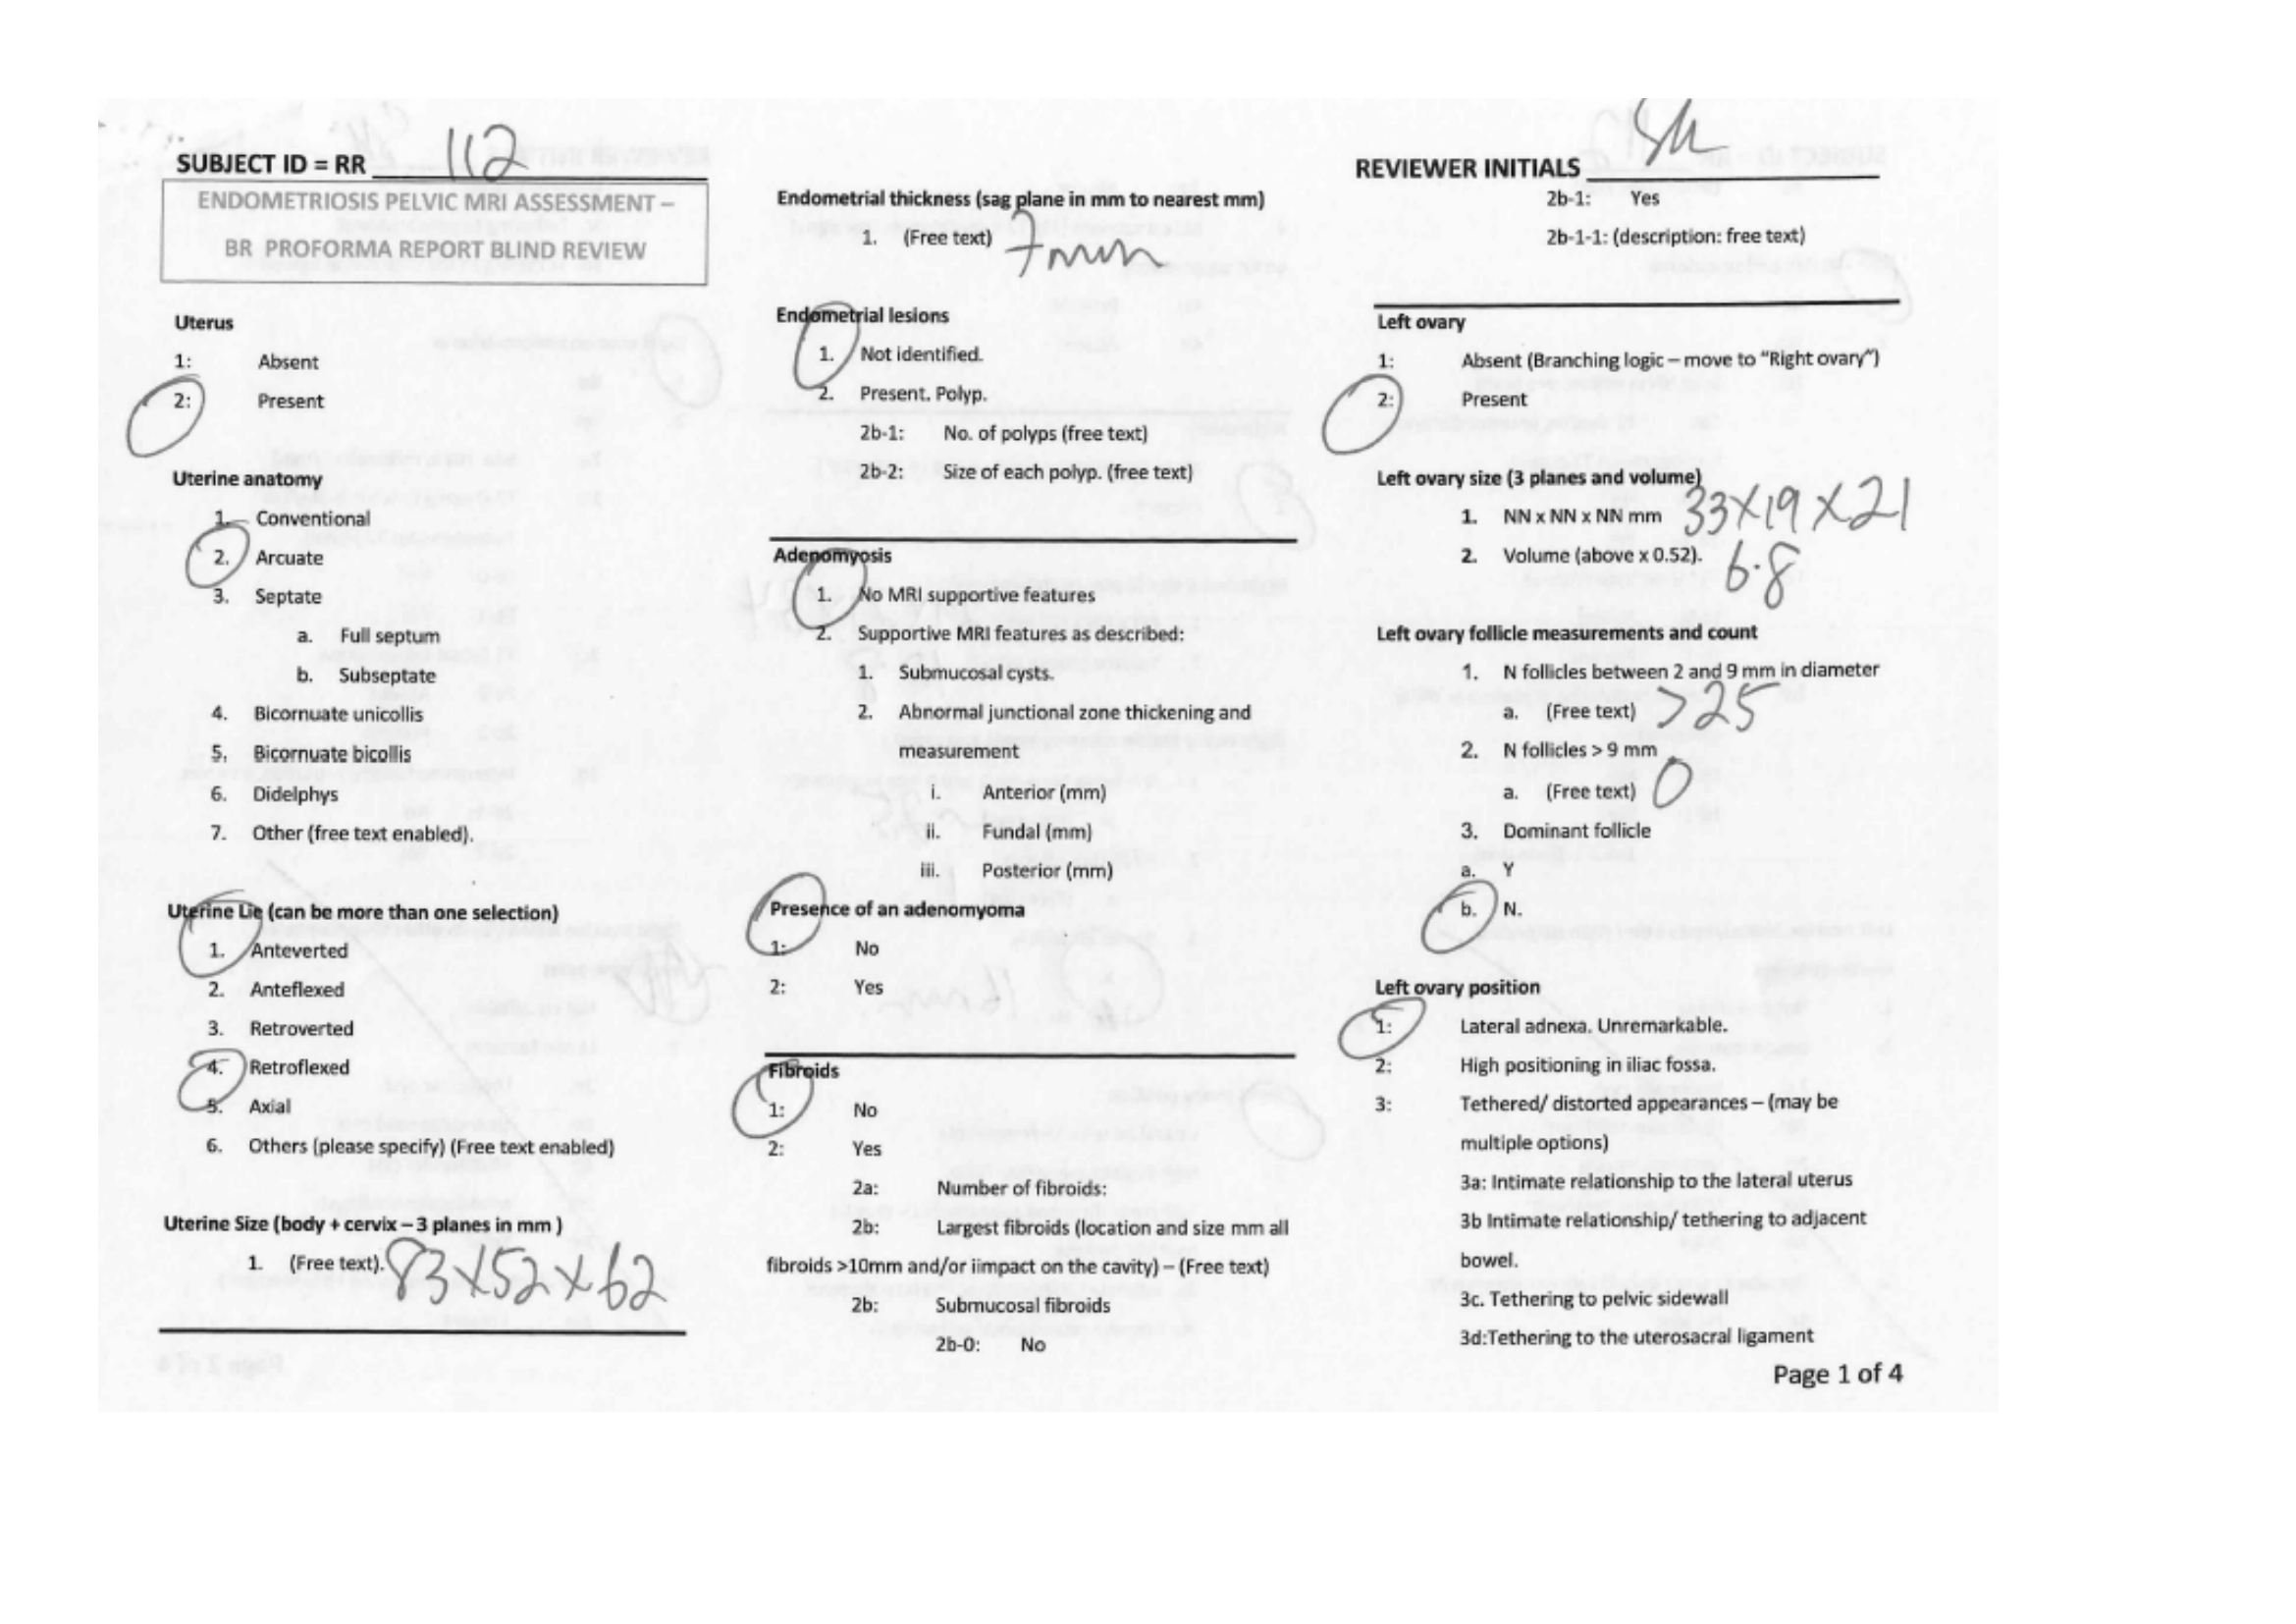 SUBJECT ID = RR 112
ENDOMETRIOSIS PELVIC MRI ASSESSMENT –
BR PROFORMA REPORT BLIND REVIEW
Uterus
1: Absent
2: Present
Uterine anatomy
1. Conventional
2. Arcuate
3. Septate
a. Full septum
b. Subseptate
4. Bicornuate unicollis
5. Bicornuate bicollis
6. Didelphys
7. Other (free text enabled).
Uterine Lie (can be more than one selection)
1. Anteverted
2. Anteflexed
3. Retroverted
4. Retroflexed
5. Axial
6. Others (please specify) (Free text enabled)
Uterine Size (body + cervix – 3 planes in mm )
1. (Free text). 83x52x62
Endometrial thickness (sag plane in mm to nearest mm)
1. (Free text) 7mm
Endometrial lesions
1. Not identified.
2. Present. Polyp.
2b-1: No. of polyps (free text)
2b-2: Size of each polyp. (free text)
Adenomyosis
1. No MRI supportive features
2. Supportive MRI features as described:
1. Submucosal cysts.
2. Abnormal junctional zone thickening and
measurement
i. Anterior (mm)
ii. Fundal (mm)
iii. Posterior (mm)
Presence of an adenomyoma
1: No
2: Yes
Fibroids
1: No
2: Yes
2a: Number of fibroids:
2b: Largest fibroids (location and size mm all
fibroids >10mm and/or iimpact on the cavity) – (Free text)
2b: Submucosal fibroids
2b-0: No
REVIEWER INITIALS
2b-1: Yes
2b-1-1: (description: free text)
Left ovary
1: Absent (Branching logic – move to "Right ovary")
2: Present
Left ovary size (3 planes and volume)
1. NN x NN x NN mm 33x19x21
2. Volume (above x 0.52). 6.8
Left ovary follicle measurements and count
1. N follicles between 2 and 9 mm in diameter
a. (Free text) >25
2. N follicles > 9 mm
a. (Free text) 0
3. Dominant follicle
a. Y
b. N.
Left ovary position
1: Lateral adnexa. Unremarkable.
2: High positioning in iliac fossa.
3: Tethered/ distorted appearances – (may be
multiple options)
3a: Intimate relationship to the lateral uterus
3b Intimate relationship/ tethering to adjacent
bowel.
3c. Tethering to pelvic sidewall
3d:Tethering to the uterosacral ligament
Page 1 of 4